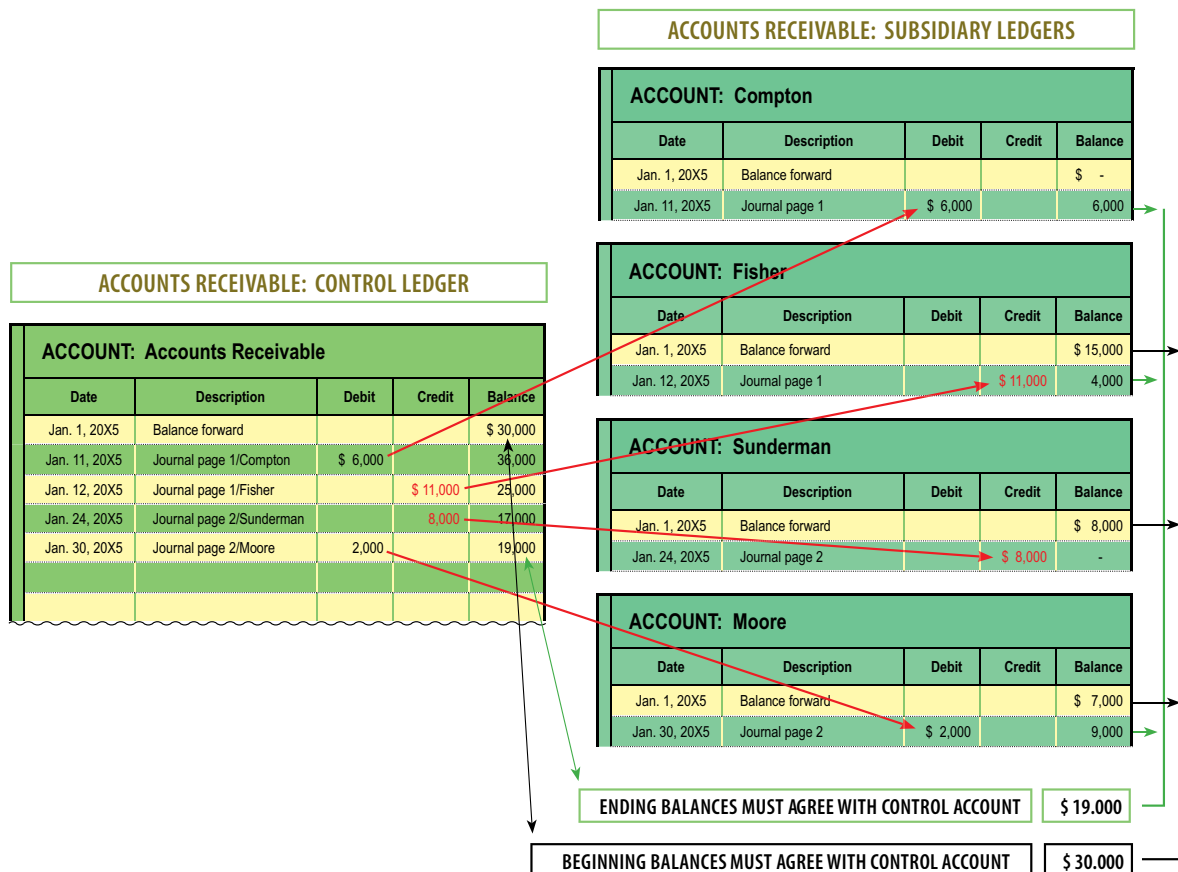 ACCOUNTS RECEIVABLE: SUBSIDIARY LEDGERS
ACCOUNT: Compton
Date Description Debit Credit Balance
Jan. 1, 20X5 Balance forward $ -
Jan. 11, 20X5 Journal page 1 $ 6,000 6,000
ACCOUNT: Fisher
Date Description Debit Credit Balance
Jan. 1, 20X5 Balance forward $ 15,000
Jan. 12, 20X5 Journal page 1 $ 11,000 4,000
ACCOUNT: Sunderman
Date Description Debit Credit Balance
Jan. 1, 20X5 Balance forward $ 8,000
Jan. 24, 20X5 Journal page 2 $ 8,000 -
ACCOUNT: Moore
Date Description Debit Credit Balance
Jan. 1, 20X5 Balance forward $ 7,000
Jan. 30, 20X5 Journal page 2 $ 2,000 9,000
ACCOUNTS RECEIVABLE: CONTROL LEDGER
ACCOUNT: Accounts Receivable
Date Description Debit Credit Balance
Jan. 1, 20X5 Balance forward $ 30,000
Jan. 11, 20X5 Journal page 1/Compton $ 6,000 36,000
Jan. 12, 20X5 Journal page 1/Fisher $ 11,000 25,000
Jan. 24, 20X5 Journal page 2/Sunderman 8,000 17,000
Jan. 30, 20X5 Journal page 2/Moore 2,000 19,000
ENDING BALANCES MUST AGREE WITH CONTROL ACCOUNT $ 19.000
BEGINNING BALANCES MUST AGREE WITH CONTROL ACCOUNT $ 30.000